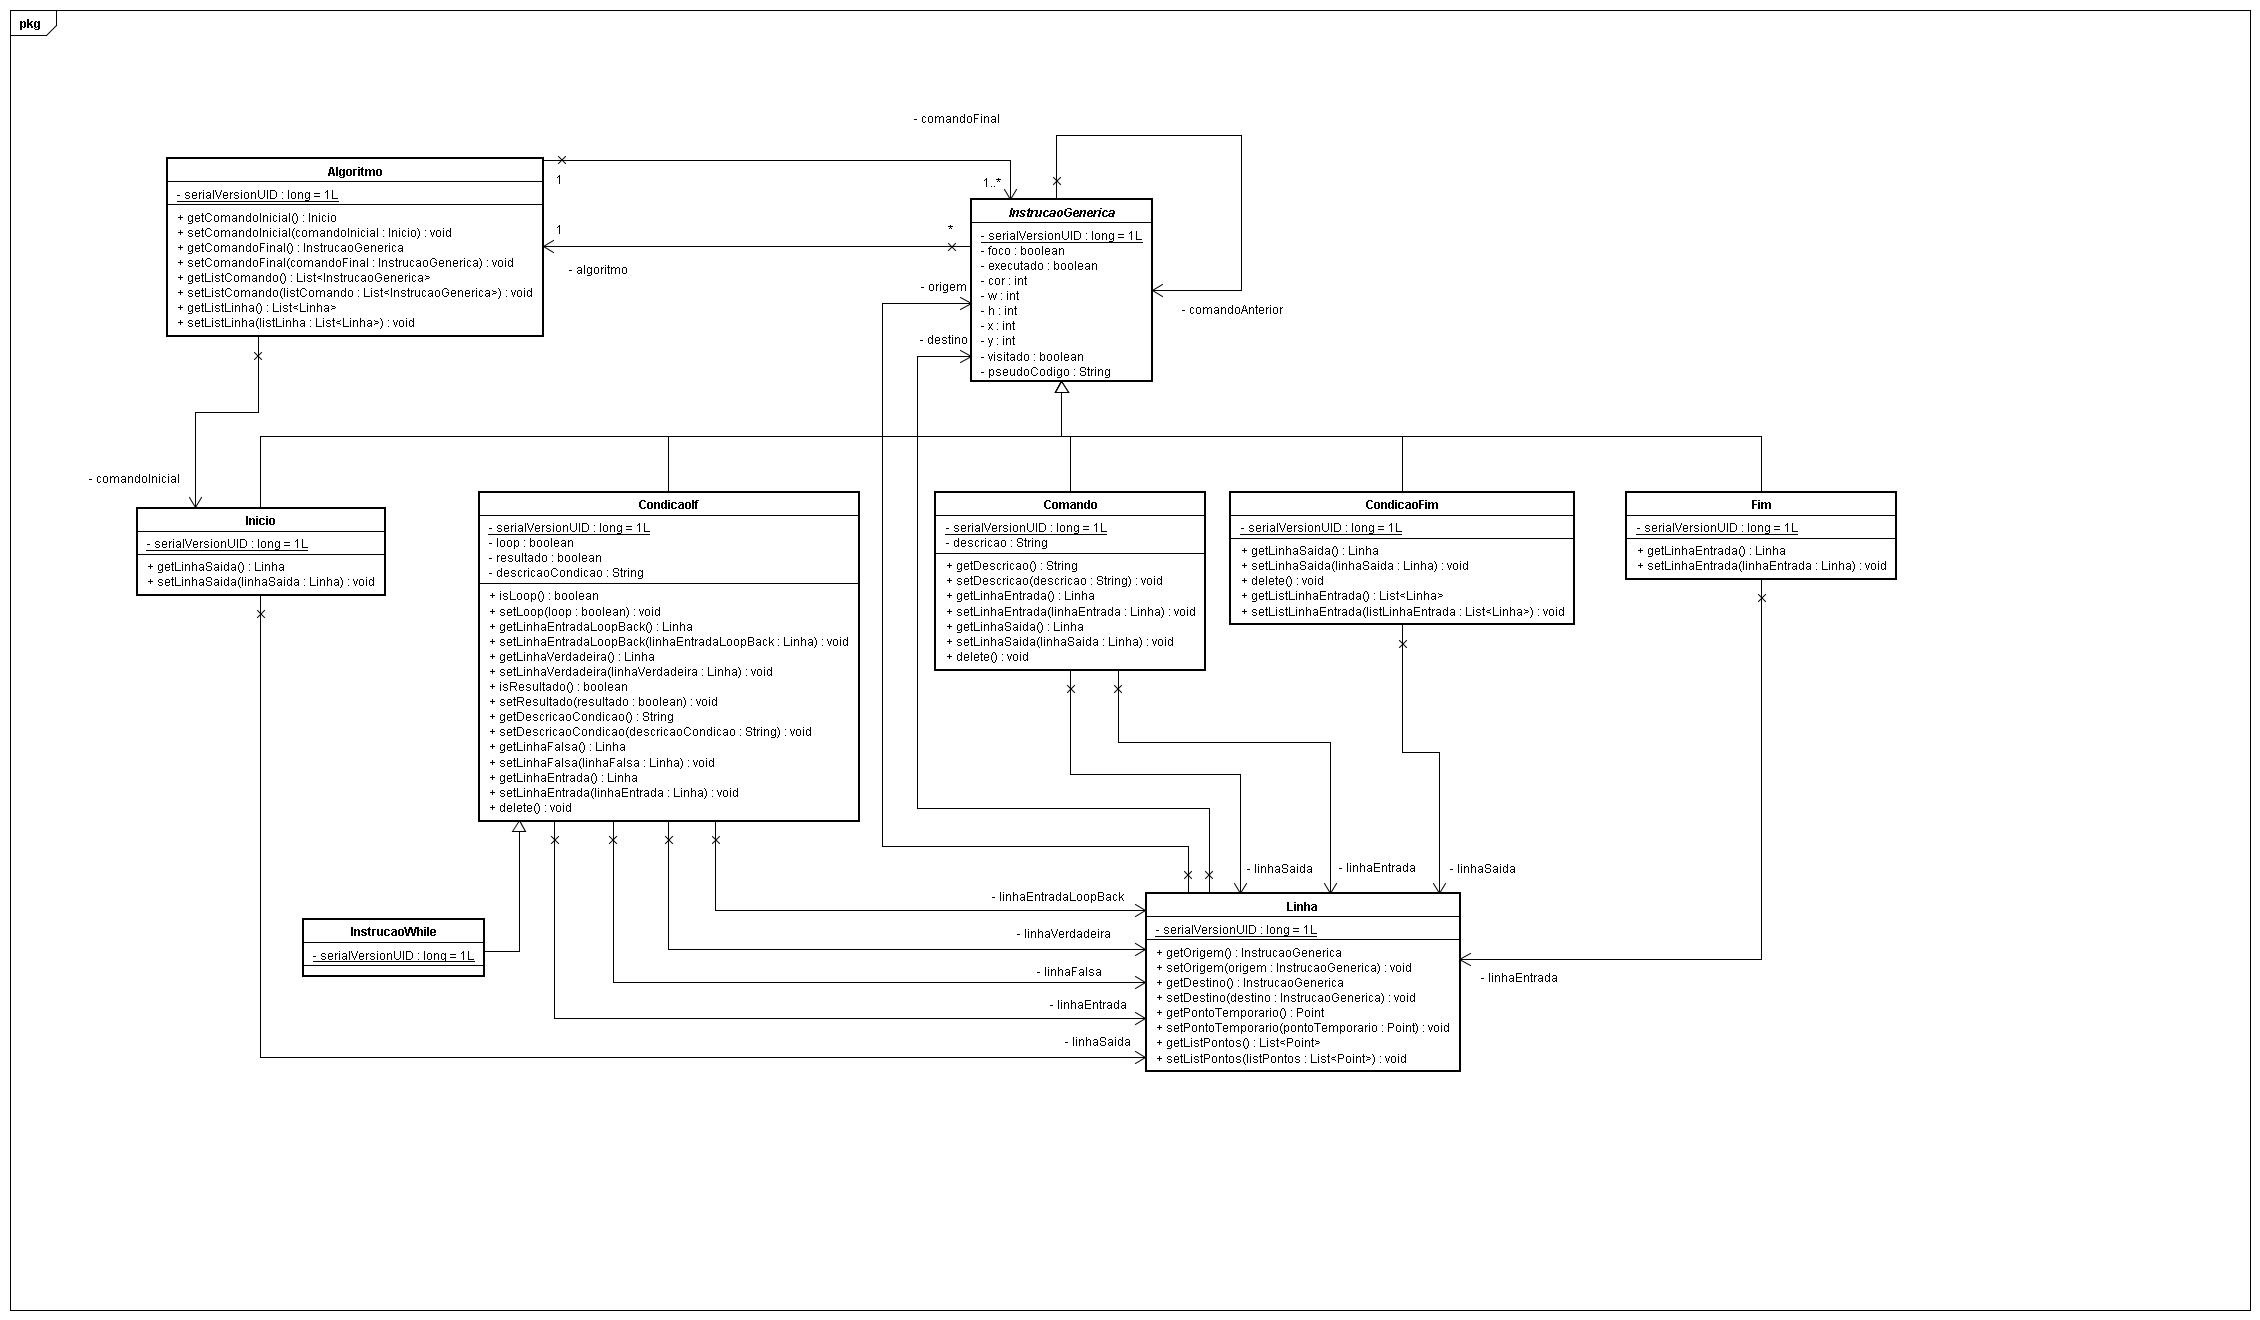 pkg
- comandoFinal
Algoritmo
- serialVersionUID : long = 1L
+ getComandoInicial() : Inicio
+ setComandoInicial(comandoInicial : Inicio) : void
+ getComandoFinal() : InstrucaoGenerica
+ setComandoFinal(comandoFinal : InstrucaoGenerica) : void
+ getListComando() : List<InstrucaoGenerica>
+ setListComando(listComando : List<InstrucaoGenerica>) : void
+ getListLinha() : List<Linha>
+ setListLinha(listLinha : List<Linha>) : void
1
1..*
1
*
- algoritmo
InstrucaoGenerica
- serialVersionUID : long = 1L
- foco : boolean
- executado : boolean
- cor : int
- w : int
- h : int
- x : int
- y : int
- visitado : boolean
- pseudoCodigo : String
- origem
- destino
- comandoAnterior
- comandoInicial
Inicio
- serialVersionUID : long = 1L
+ getLinhaSaida() : Linha
+ setLinhaSaida(linhaSaida : Linha) : void
CondicaoIf
- serialVersionUID : long = 1L
- loop : boolean
- resultado : boolean
- descricaoCondicao : String
+ isLoop() : boolean
+ setLoop(loop : boolean) : void
+ getLinhaEntradaLoopBack() : Linha
+ setLinhaEntradaLoopBack(linhaEntradaLoopBack : Linha) : void
+ getLinhaVerdadeira() : Linha
+ setLinhaVerdadeira(linhaVerdadeira : Linha) : void
+ isResultado() : boolean
+ setResultado(resultado : boolean) : void
+ getDescricaoCondicao() : String
+ setDescricaoCondicao(descricaoCondicao : String) : void
+ getLinhaFalsa() : Linha
+ setLinhaFalsa(linhaFalsa : Linha) : void
+ getLinhaEntrada() : Linha
+ setLinhaEntrada(linhaEntrada : Linha) : void
+ delete() : void
Comando
- serialVersionUID : long = 1L
- descricao : String
+ getDescricao() : String
+ setDescricao(descricao : String) : void
+ getLinhaEntrada() : Linha
+ setLinhaEntrada(linhaEntrada : Linha) : void
+ getLinhaSaida() : Linha
+ setLinhaSaida(linhaSaida : Linha) : void
+ delete() : void
CondicaoFim
- serialVersionUID : long = 1L
+ getLinhaSaida() : Linha
+ setLinhaSaida(linhaSaida : Linha) : void
+ delete() : void
+ getListLinhaEntrada() : List<Linha>
+ setListLinhaEntrada(listLinhaEntrada : List<Linha>) : void
Fim
- serialVersionUID : long = 1L
+ getLinhaEntrada() : Linha
+ setLinhaEntrada(linhaEntrada : Linha) : void
- linhaSaida
- linhaEntrada
- linhaSaida
- linhaEntradaLoopBack
- linhaVerdadeira
- linhaFalsa
- linhaEntrada
- linhaSaida
InstrucaoWhile
- serialVersionUID : long = 1L
Linha
- serialVersionUID : long = 1L
+ getOrigem() : InstrucaoGenerica
+ setOrigem(origem : InstrucaoGenerica) : void
+ getDestino() : InstrucaoGenerica
+ setDestino(destino : InstrucaoGenerica) : void
+ getPontoTemporario() : Point
+ setPontoTemporario(pontoTemporario : Point) : void
+ getListPontos() : List<Point>
+ setListPontos(listPontos : List<Point>) : void
- linhaEntrada